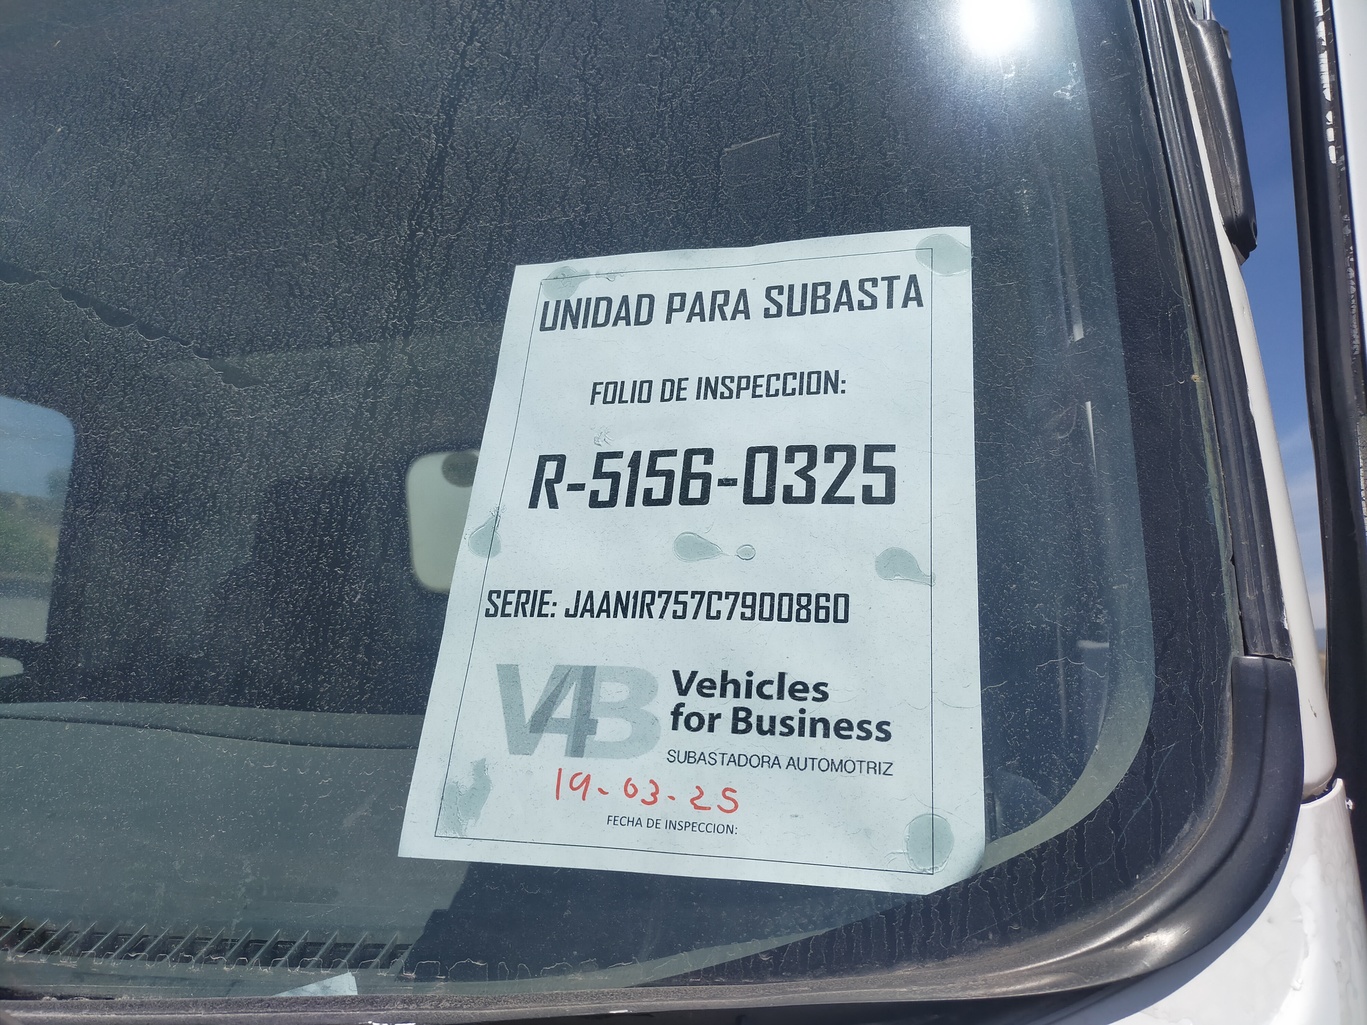 UNIDAD PARA SUBASTA
FOLIO DE INSPECCION:
R-5156-0325
SERIE: JAAN1R757C7900860
V4B Vehicles
for Business
SUBASTADORA AUTOMOTRIZ
19-03-25
FECHA DE INSPECCION: